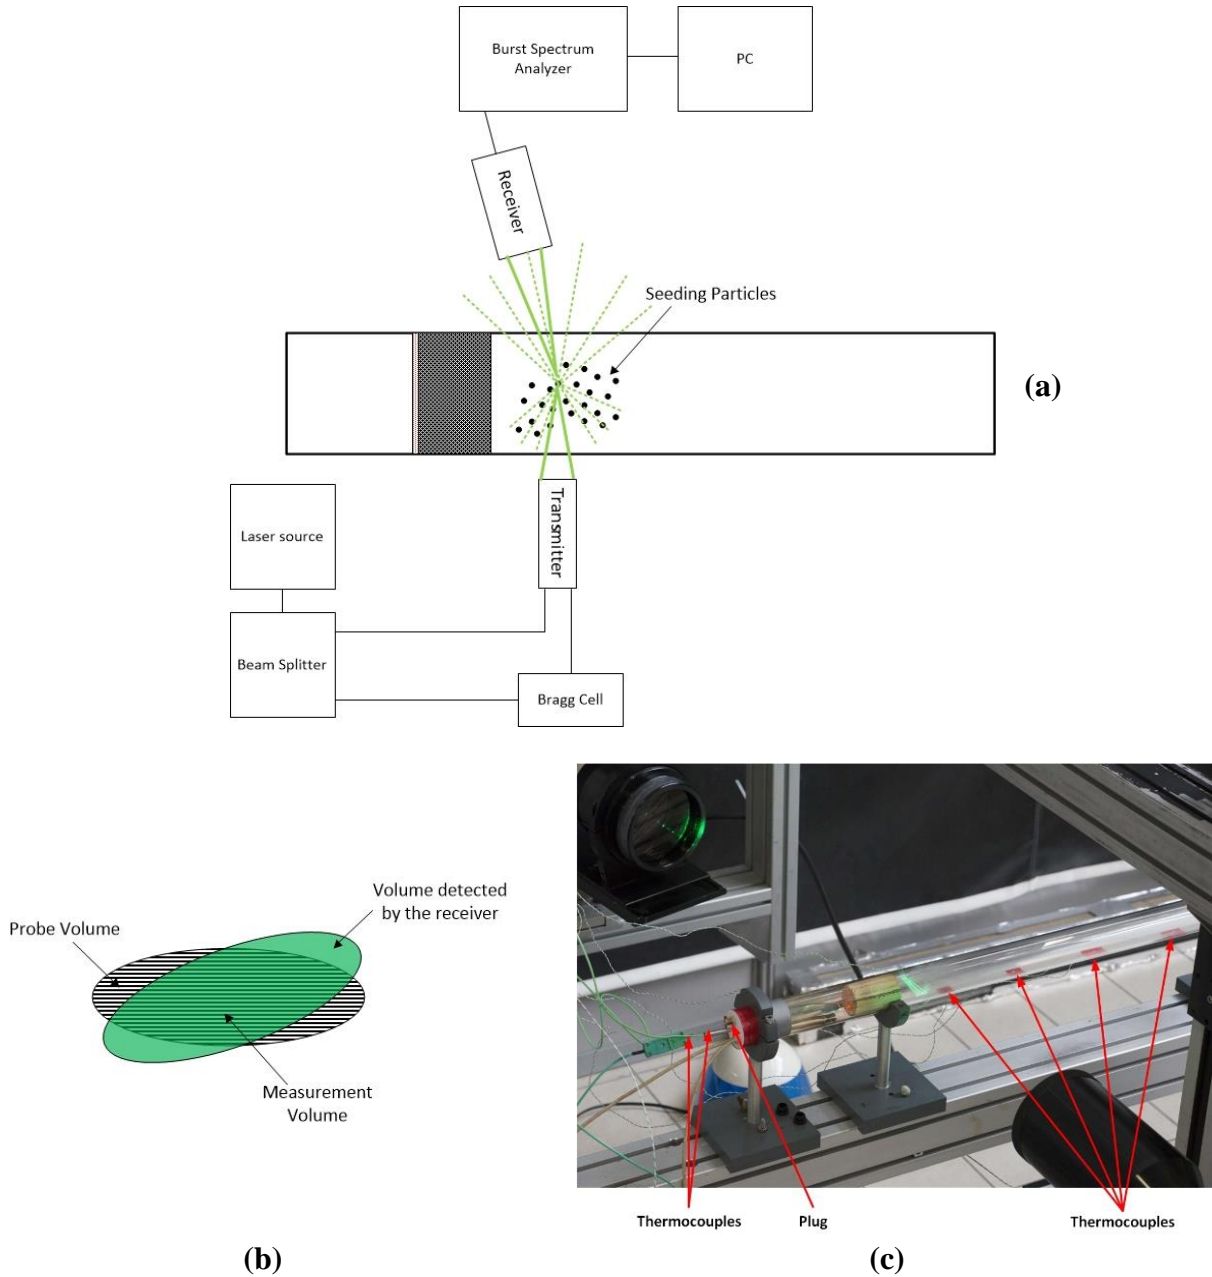 Burst Spectrum
Analyzer
PC
Receiver
Seeding Particles
(a)
Transmitter
Laser source
Beam Splitter
Bragg Cell
Volume detected
by the receiver
Probe Volume
Measurement
Volume
Thermocouples
Plug
Thermocouples
(b)
(c)